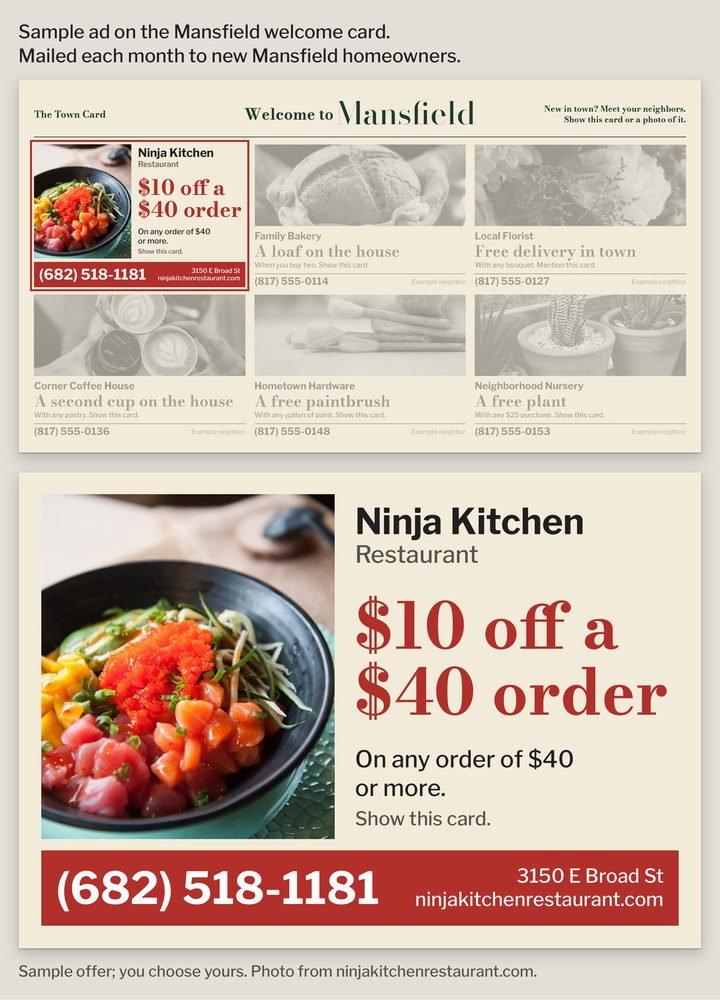 Sample ad on the Mansfield welcome card.
Mailed each month to new Mansfield homeowners.
The Town Card
Welcome to Mansfield
New in town? Meet your neighbors.
Show this card or a photo of it.
Ninja Kitchen
Restaurant
$10 off a
$40 order
On any order of $40
or more.
Show this card.
(682) 518-1181
3150 E Broad St
ninjakitchenrestaurant.com
Family Bakery
A loaf on the house
When you buy two. Show this card.
(817) 555-0114
Example neighbor
Local Florist
Free delivery in town
With any bouquet. Mention this card.
(817) 555-0127
Example neighbor
Corner Coffee House
A second cup on the house
With any pastry. Show this card.
(817) 555-0136
Example neighbor
Hometown Hardware
A free paintbrush
With any gallon of paint. Show this card.
(817) 555-0148
Example neighbor
Neighborhood Nursery
A free plant
With any $25 purchase. Show this card.
(817) 555-0153
Example neighbor
Ninja Kitchen
Restaurant
$10 off a
$40 order
On any order of $40
or more.
Show this card.
(682) 518-1181
3150 E Broad St
ninjakitchenrestaurant.com
Sample offer; you choose yours. Photo from ninjakitchenrestaurant.com.